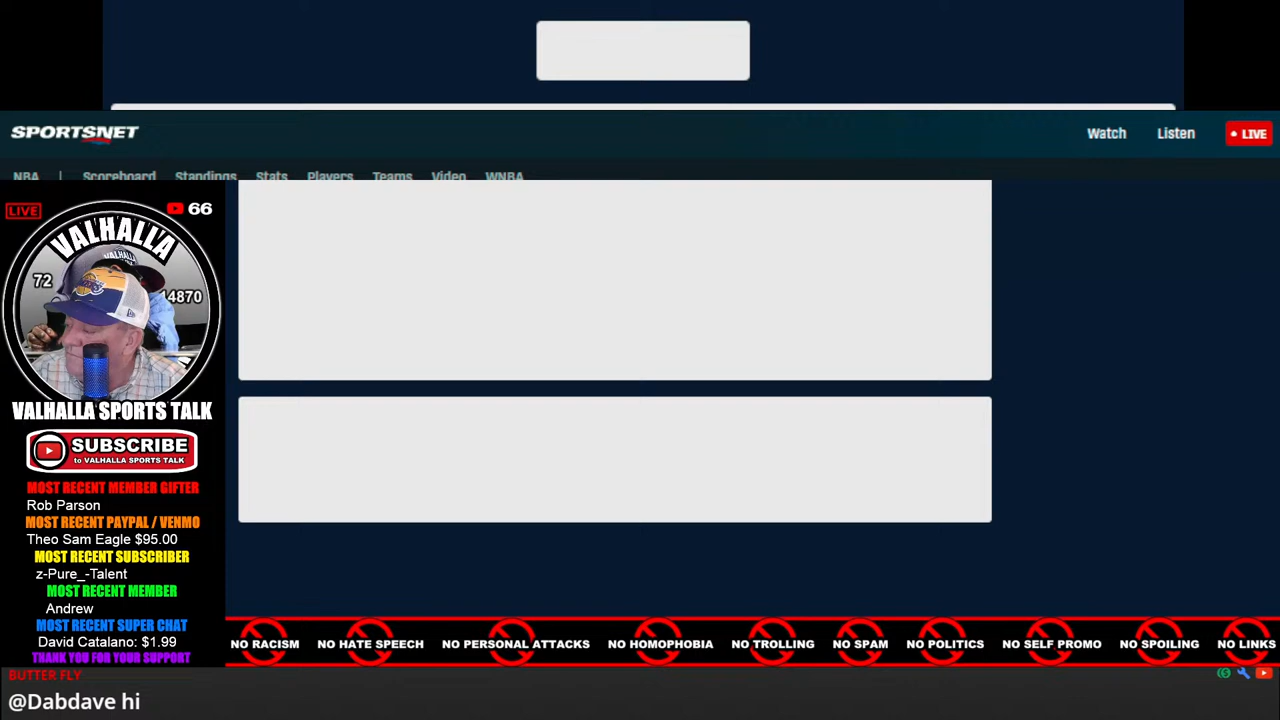 SPORTSNET
Watch Listen LIVE
NBA | Scoreboard Standings Stats Players Teams Video WNBA
LIVE 66
VALHALLA
VALHALLA
72
14870
VALHALLA SPORTS TALK
SUBSCRIBE
to VALHALLA SPORTS TALK
MOST RECENT MEMBER GIFTER
Rob Parson
MOST RECENT PAYPAL / VENMO
Theo Sam Eagle $95.00
MOST RECENT SUBSCRIBER
z-Pure_-Talent
MOST RECENT MEMBER
Andrew
MOST RECENT SUPER CHAT
David Catalano: $1.99
THANK YOU FOR YOUR SUPPORT
NO RACISM NO HATE SPEECH NO PERSONAL ATTACKS NO HOMOPHOBIA NO TROLLING NO SPAM NO POLITICS NO SELF PROMO NO SPOILING NO LINKS
BUTTER FLY
@Dabdave hi